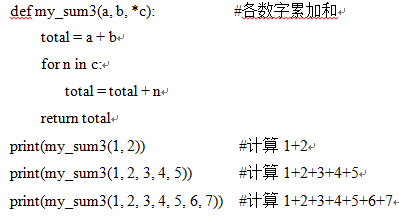 def my_sum3(a, b, *c): #各数字累加和
total = a + b
for n in c:
total = total + n
return total
print(my_sum3(1, 2)) #计算 1+2
print(my_sum3(1, 2, 3, 4, 5)) #计算 1+2+3+4+5
print(my_sum3(1, 2, 3, 4, 5, 6, 7)) #计算 1+2+3+4+5+6+7